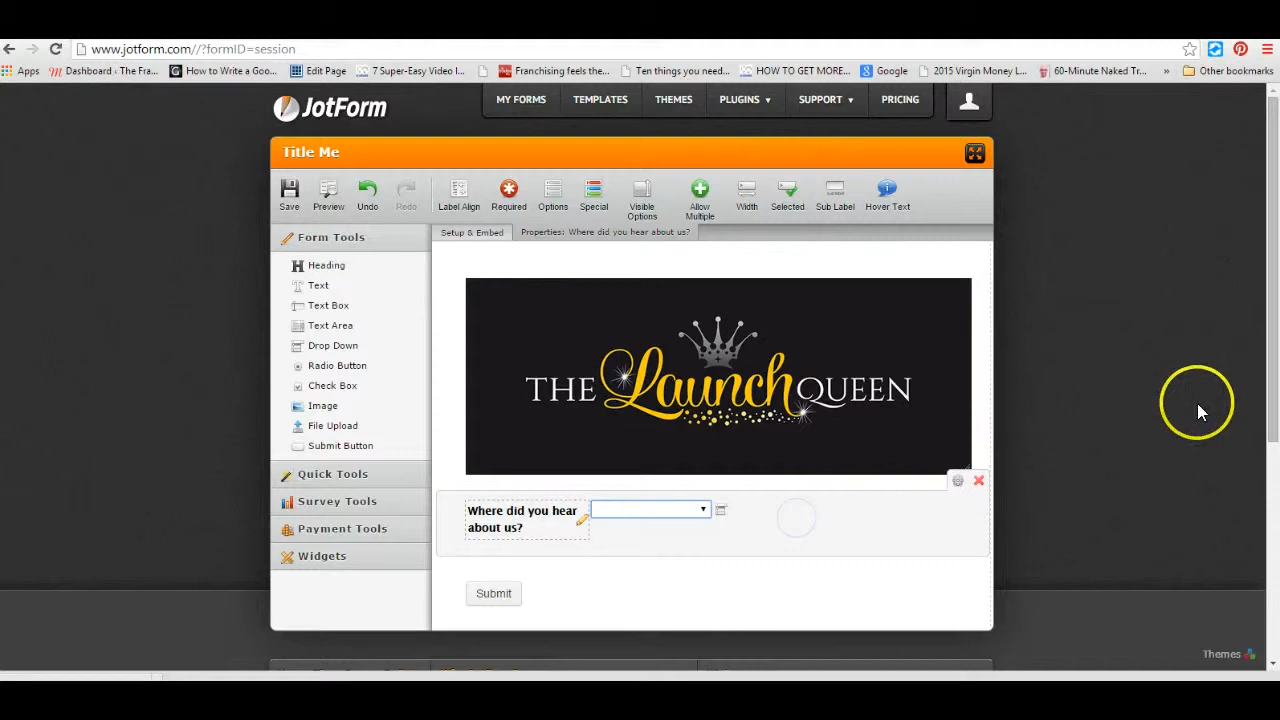 www.jotform.com//?formID=session
Apps
Dashboard ‹ The Fra...
How to Write a Goo...
Edit Page
7 Super-Easy Video I...
Franchising feels the...
Ten things you need...
HOW TO GET MORE...
Google
2015 Virgin Money L...
60-Minute Naked Tr...
»
Other bookmarks
JotForm
MY FORMS
TEMPLATES
THEMES
PLUGINS
SUPPORT
PRICING
Title Me
Save
Preview
Undo
Redo
Label Align
Required
Options
Special
Visible Options
Allow Multiple
Width
Selected
Sub Label
Hover Text
Form Tools
Setup & Embed
Properties: Where did you hear about us?
Heading
Text
Text Box
Text Area
Drop Down
Radio Button
Check Box
Image
File Upload
Submit Button
Quick Tools
Survey Tools
Payment Tools
Widgets
THE Launch QUEEN
Where did you hear
about us?
Submit
Themes